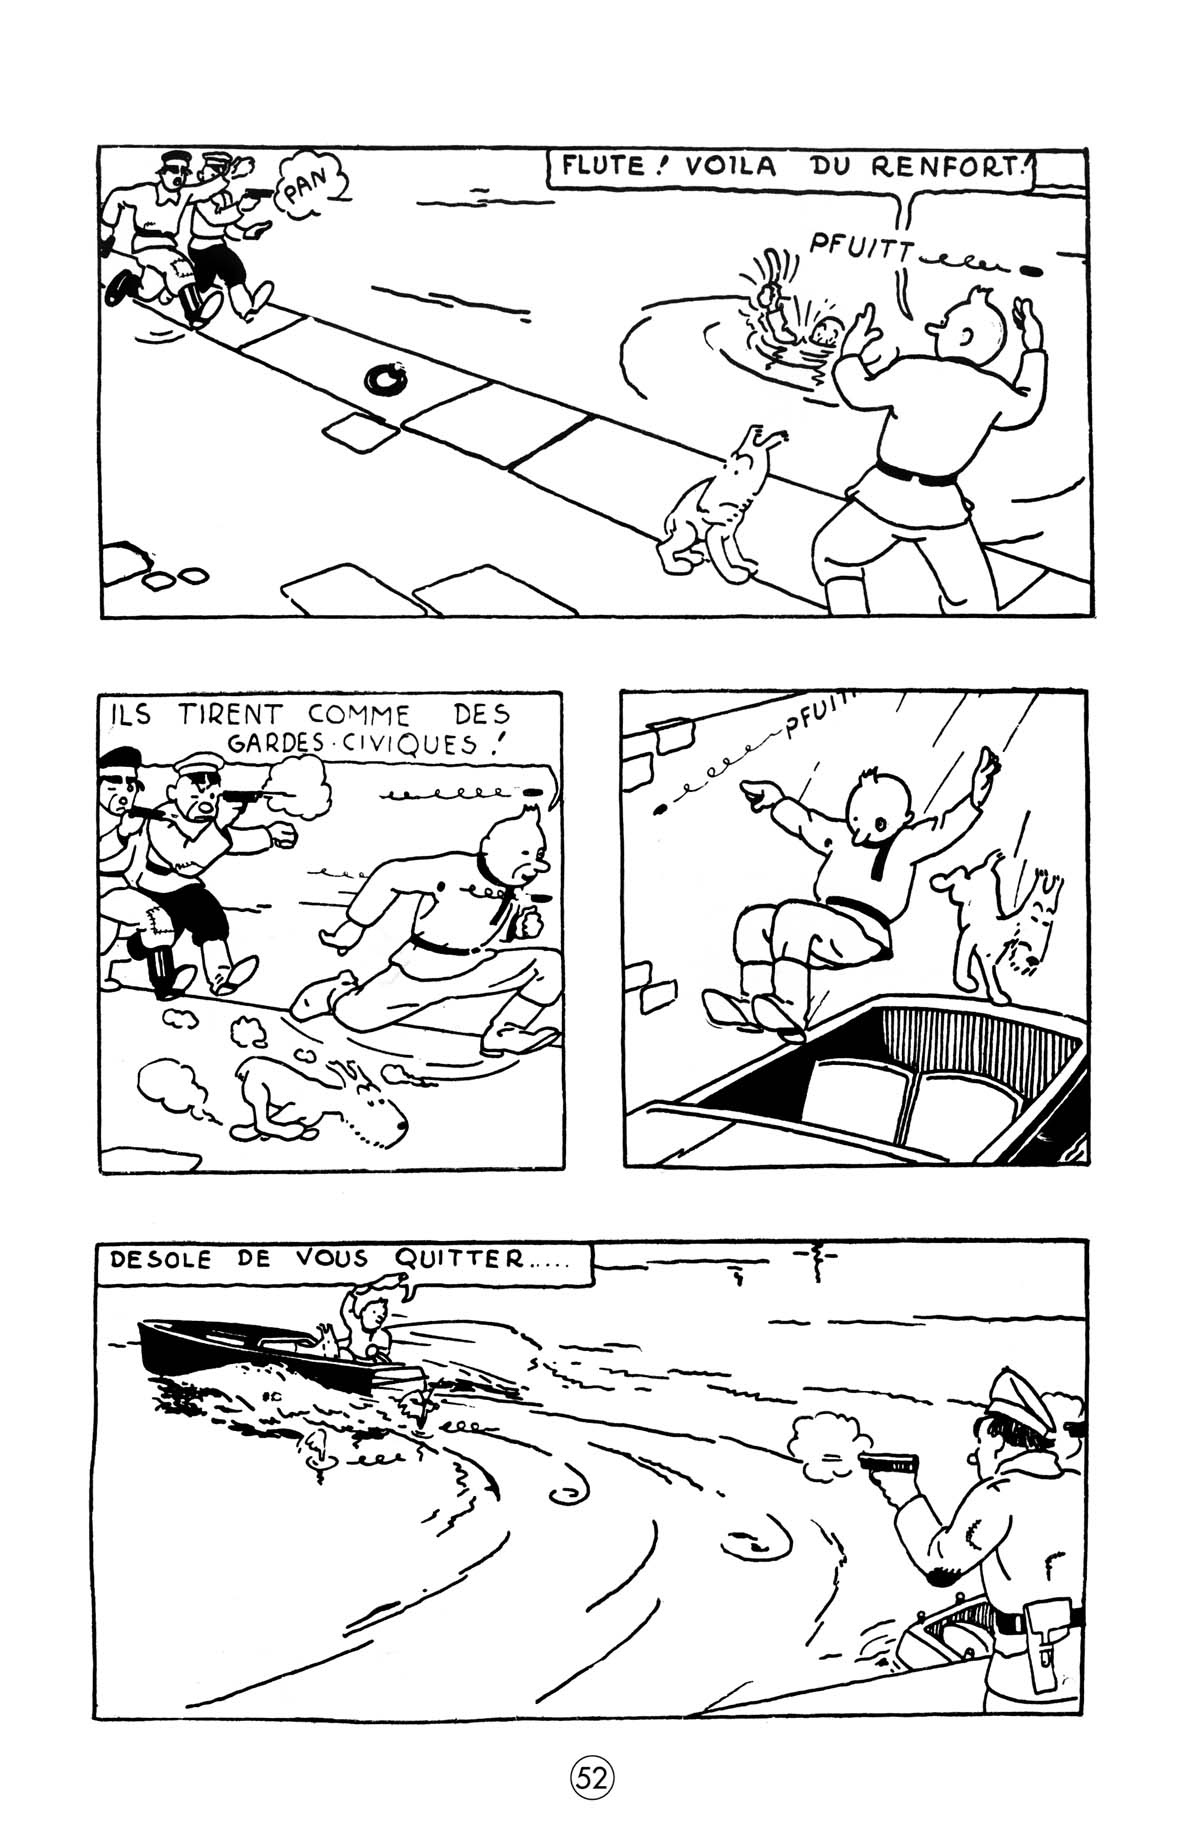 PAN
FLUTE! VOILA DU RENFORT!
PFUITT
ILS TIRENT COMME DES
GARDES-CIVIQUES!
PFUITT
DESOLE DE VOUS QUITTER.....
52